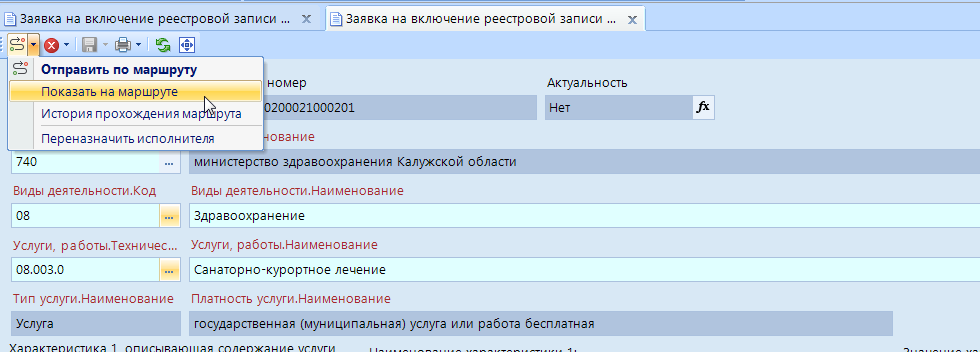 Заявка на включение реестровой записи ... Заявка на включение реестровой записи ...
Отправить по маршруту
Показать на маршруте
История прохождения маршрута
Переназначить исполнителя
номер Актуальность
0200021000201 Нет fx
нование
740 ... министерство здравоохранения Калужской области
Виды деятельности.Код Виды деятельности.Наименование
08 ... Здравоохранение
Услуги, работы.Техничес... Услуги, работы.Наименование
08.003.0 ... Санаторно-курортное лечение
Тип услуги.Наименование Платность услуги.Наименование
Услуга государственная (муниципальная) услуга или работа бесплатная
Характеристика 1, описывающая содержание услуги Наименование характеристики 1: Значение ха